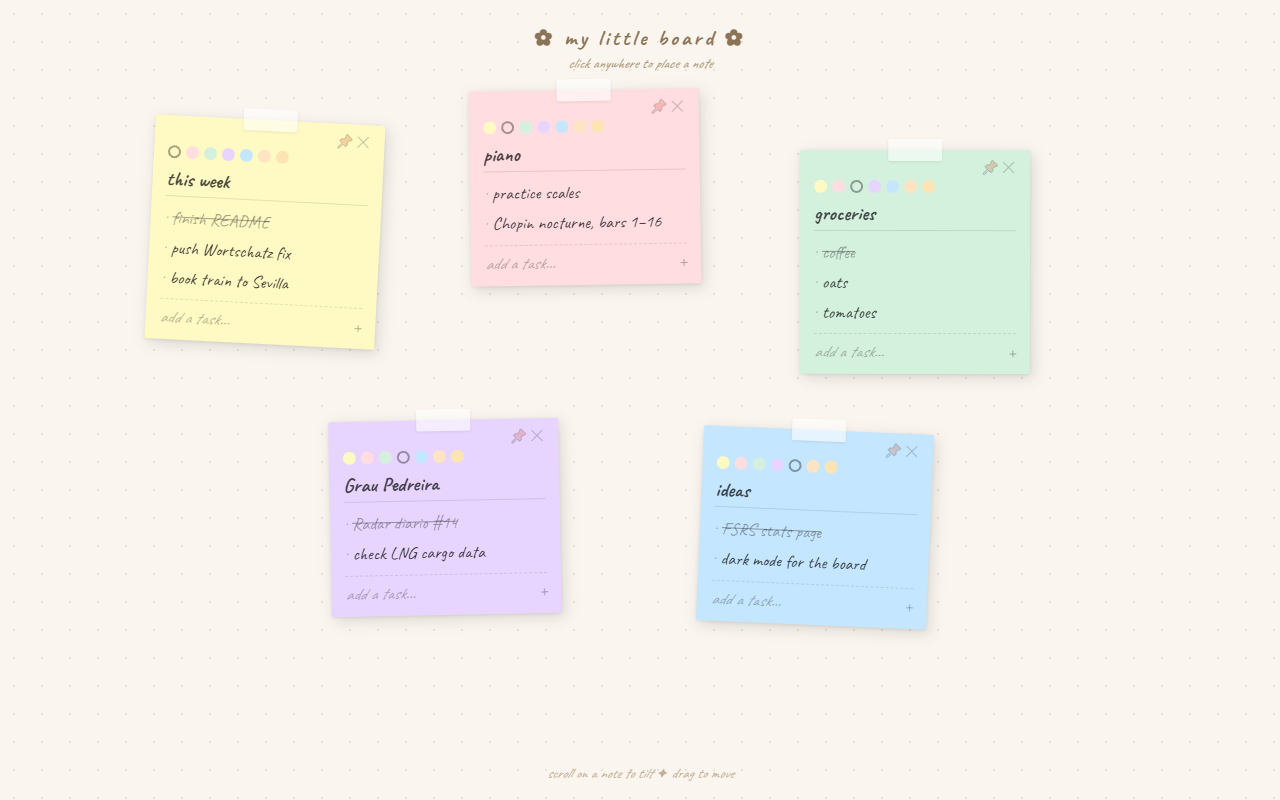 ✿ my little board ✿
click anywhere to place a note
this week
finish README
push Wortschatz fix
book train to Sevilla
add a task...
+
piano
practice scales
Chopin nocturne, bars 1–16
add a task...
+
groceries
coffee
oats
tomatoes
add a task...
+
Grau Pedreira
Radar diario #14
check LNG cargo data
add a task...
+
ideas
FSRS stats page
dark mode for the board
add a task...
+
scroll on a note to tilt ✦ drag to move